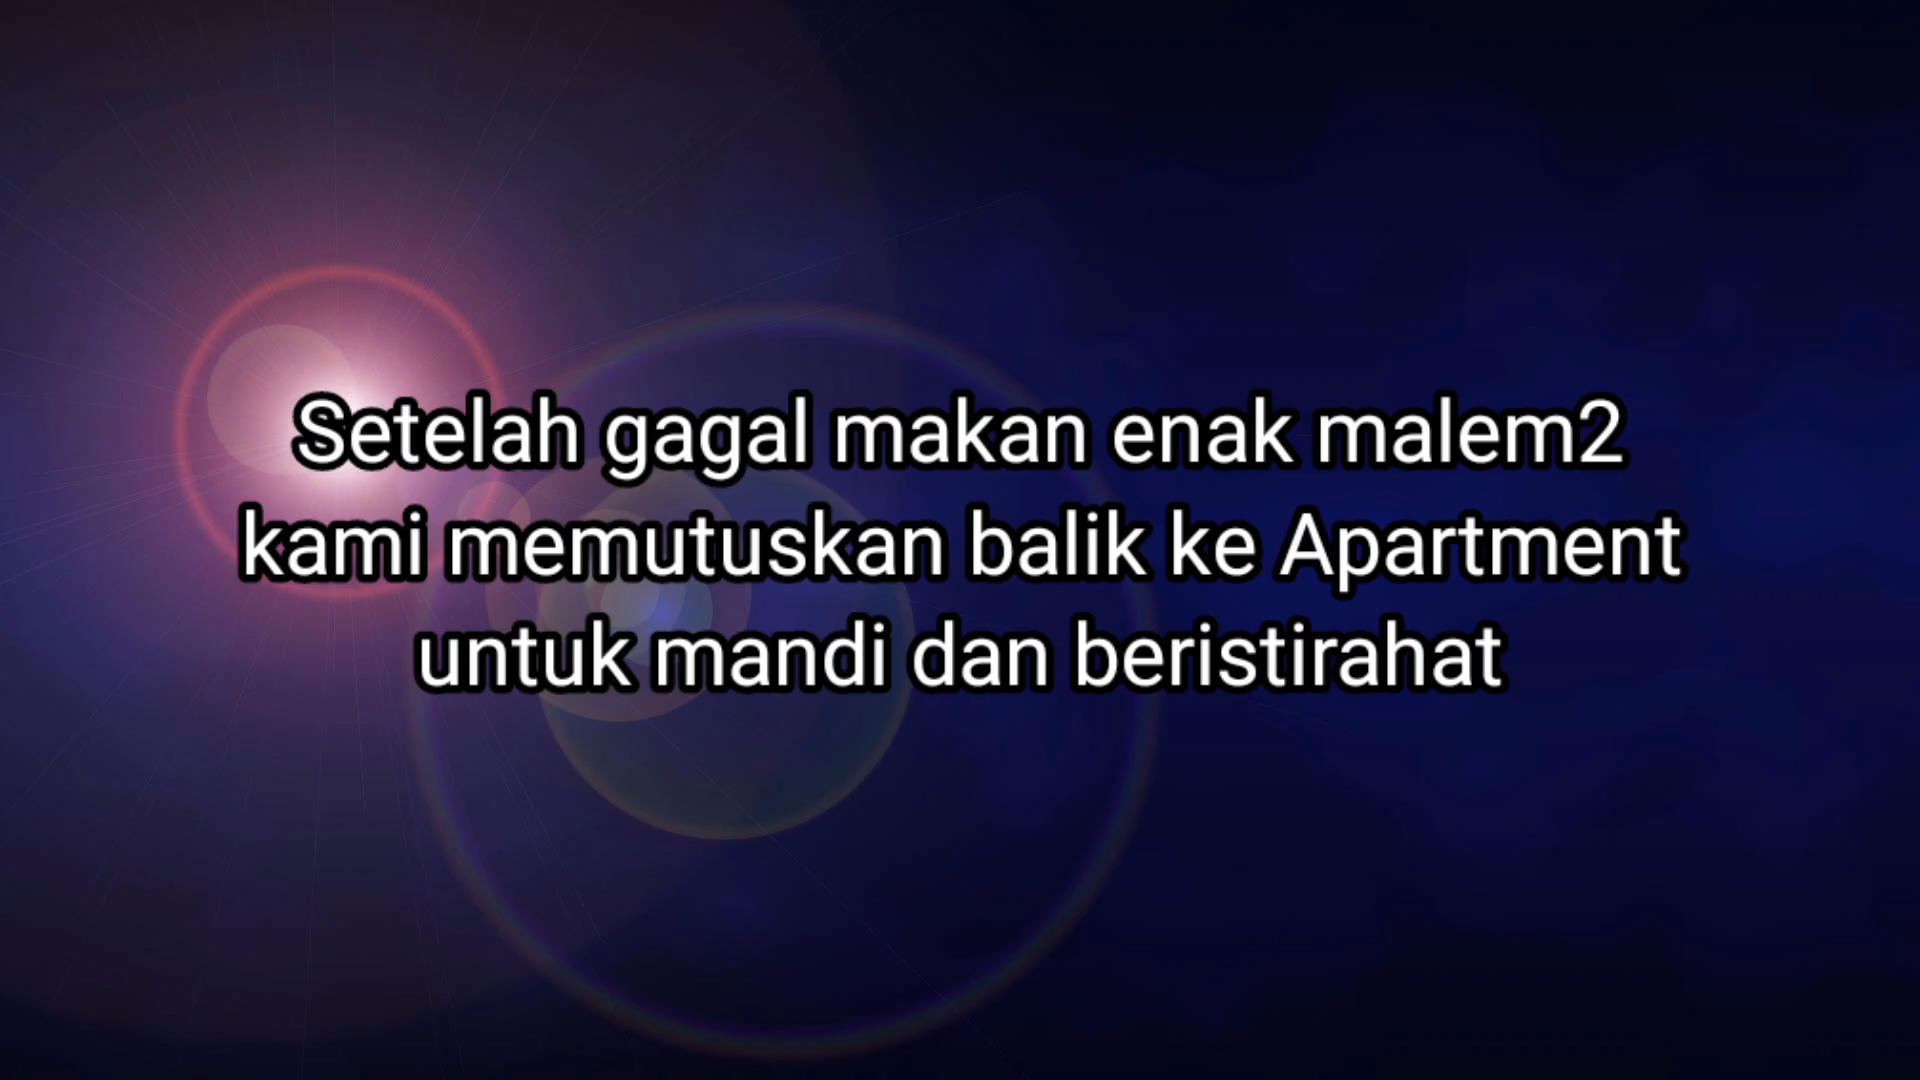 Setelah gagal makan enak malem2
kami memutuskan balik ke Apartment
untuk mandi dan beristirahat